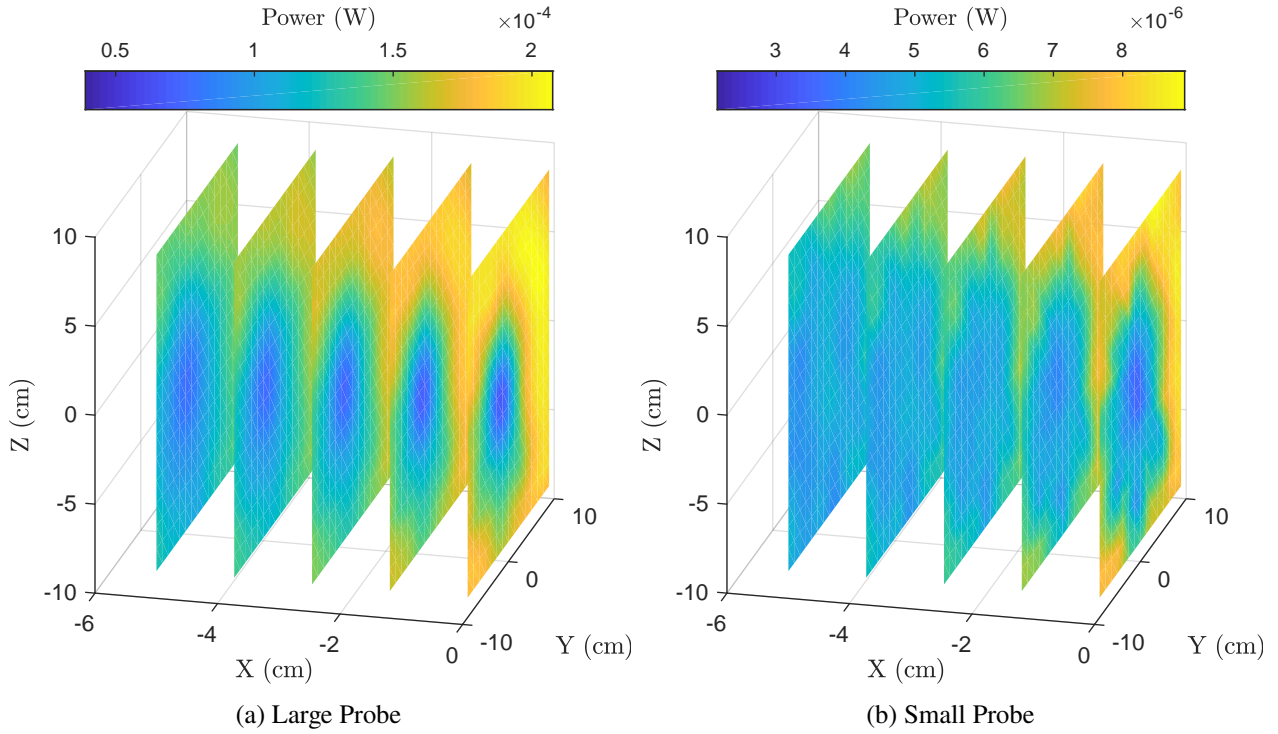 Power (W)
×10-4
0.5 1 1.5 2
10
5
0
-5
-10
Z (cm)
-6 -4 -2 0
X (cm)
-10 0 10
Y (cm)
(a) Large Probe
Power (W)
×10-6
3 4 5 6 7 8
10
5
0
-5
-10
Z (cm)
-6 -4 -2 0
X (cm)
-10 0 10
Y (cm)
(b) Small Probe